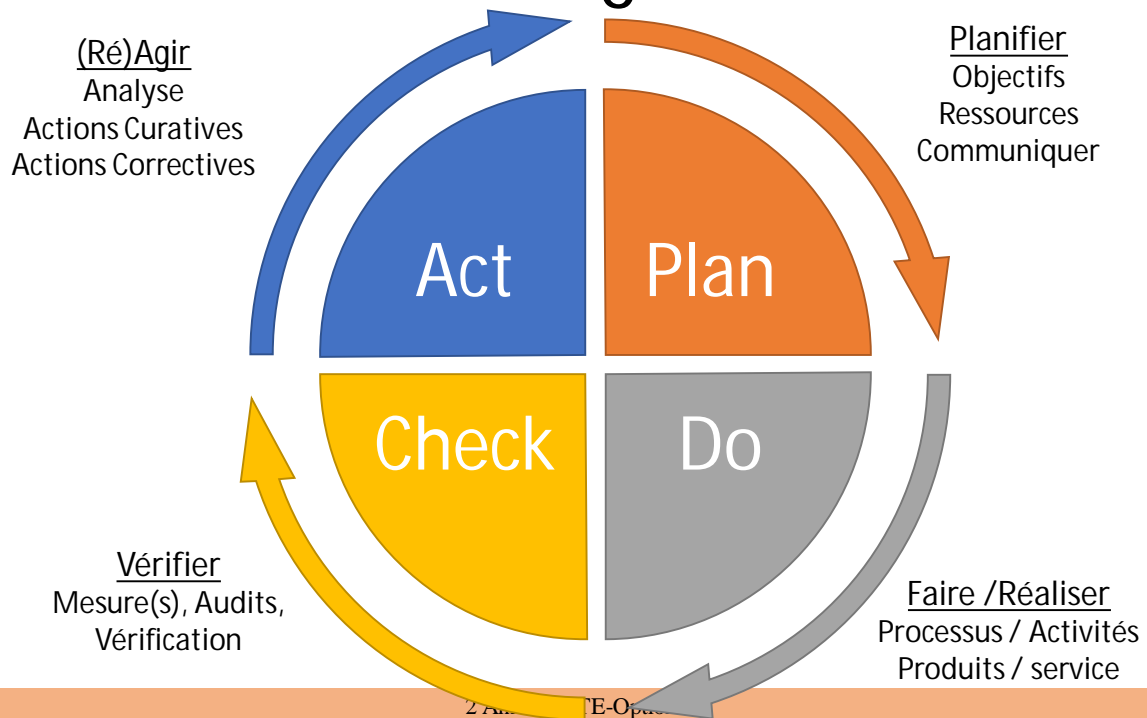 (Ré)Agir
Analyse
Actions Curatives
Actions Correctives
Planifier
Objectifs
Ressources
Communiquer
Act
Plan
Check
Do
Vérifier
Mesure(s), Audits,
Vérification
Faire /Réaliser
Processus / Activités
Produits / service
2